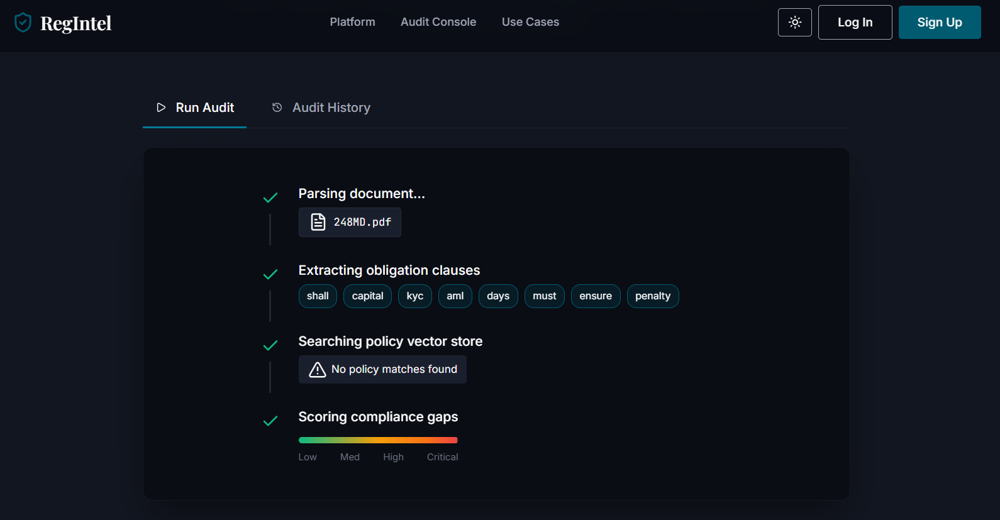 RegIntel
Platform
Audit Console
Use Cases
Log In
Sign Up
Run Audit
Audit History
Parsing document...
248MD.pdf
Extracting obligation clauses
shall capital kyc aml days must ensure penalty
Searching policy vector store
No policy matches found
Scoring compliance gaps
Low Med High Critical